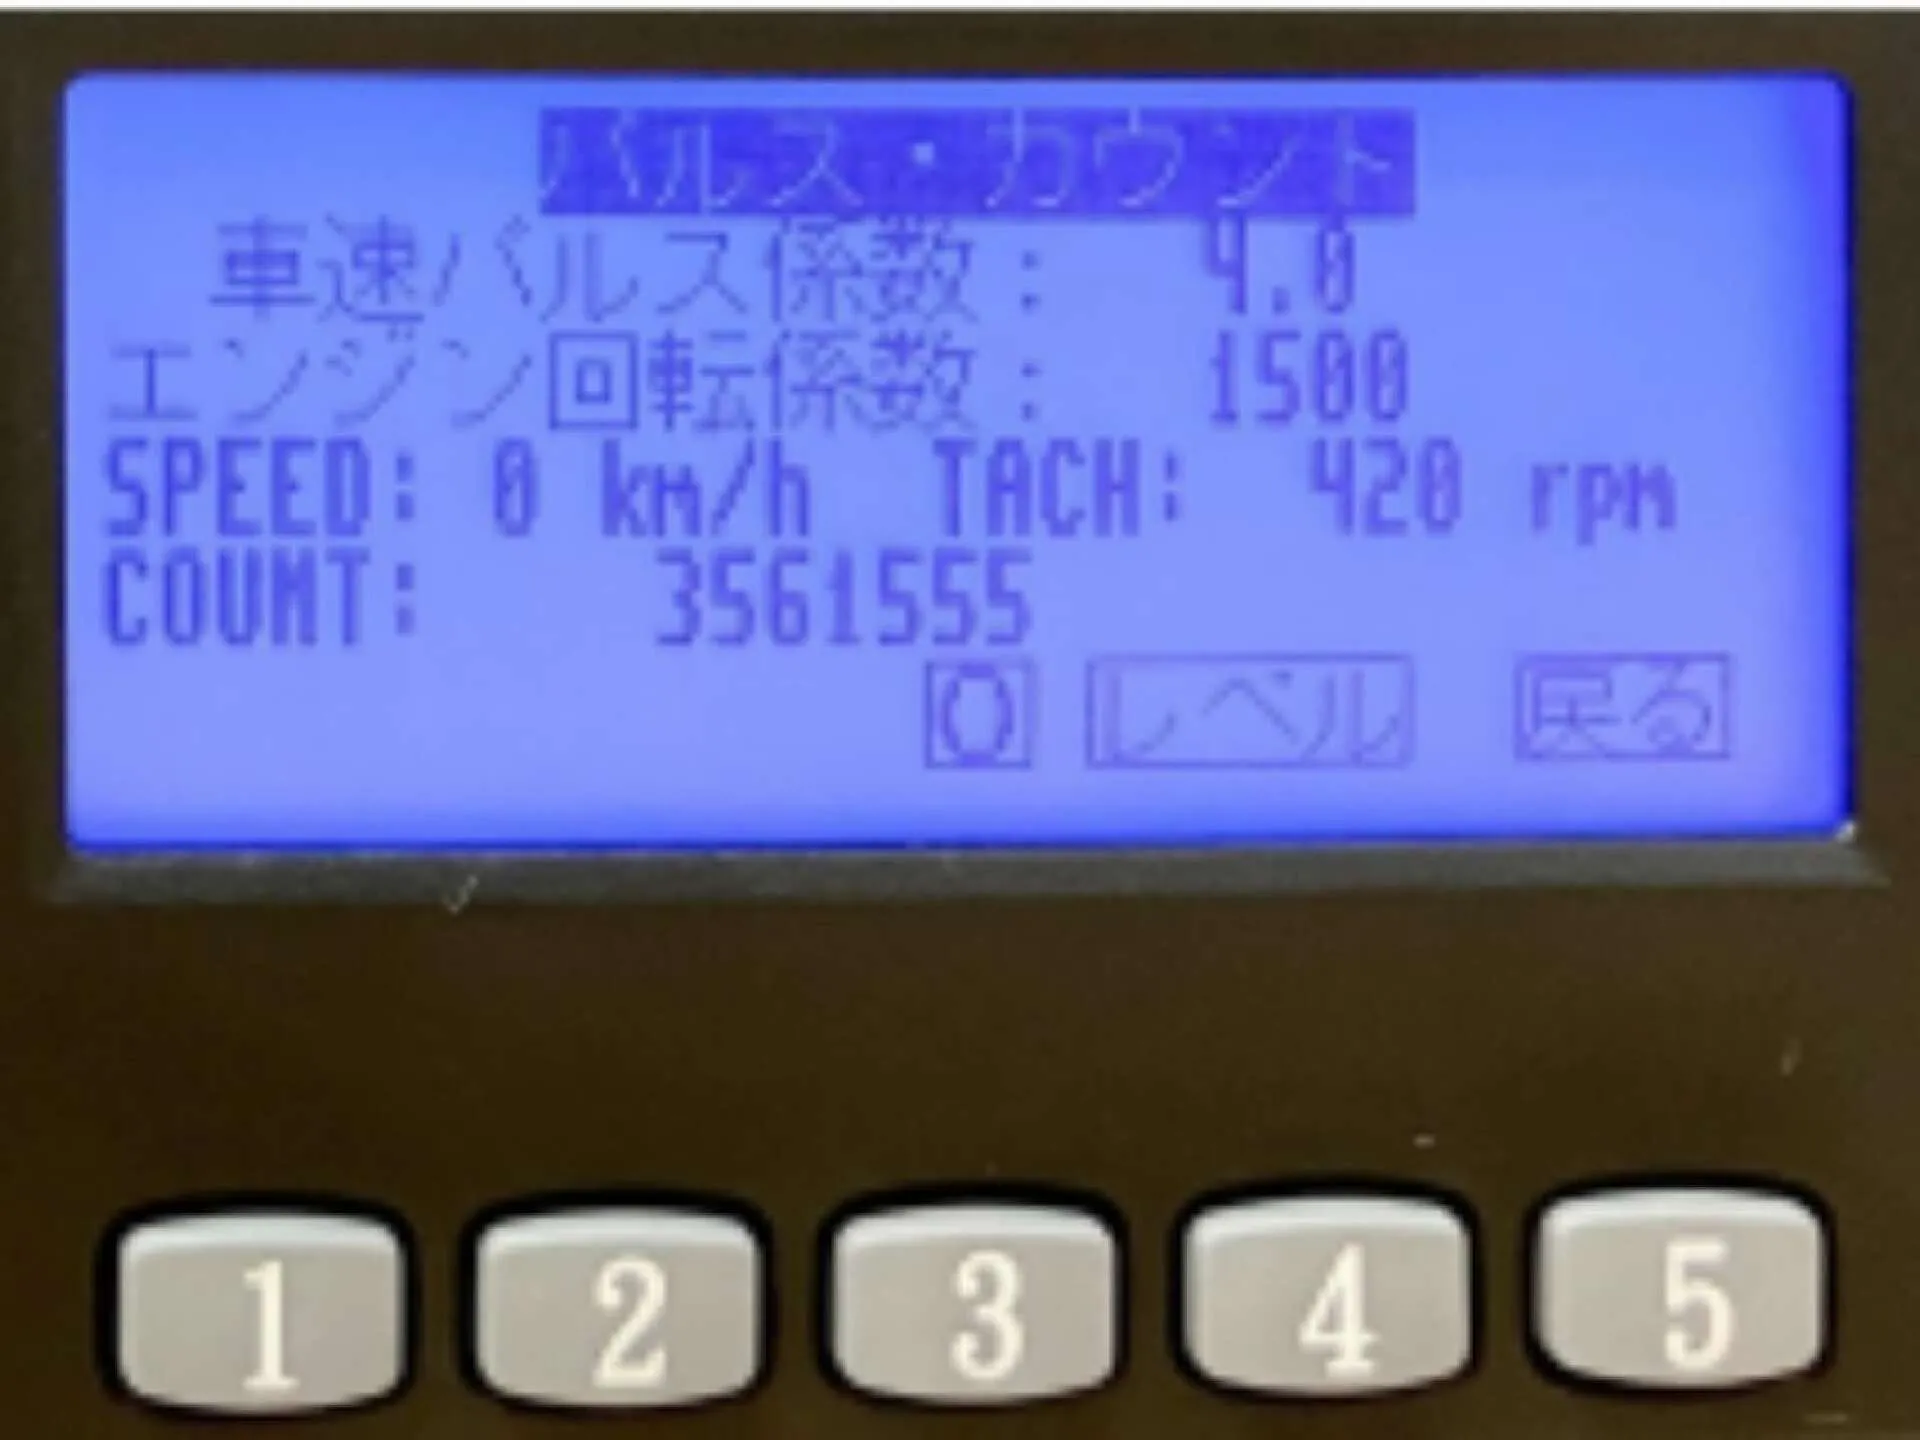 パルス・カウント
車速パルス係数： 4.0
エンジン回転係数： 1500
SPEED: 0 km/h TACH: 420 rpm
COUNT: 3561555
0 レベル 戻る
1 2 3 4 5